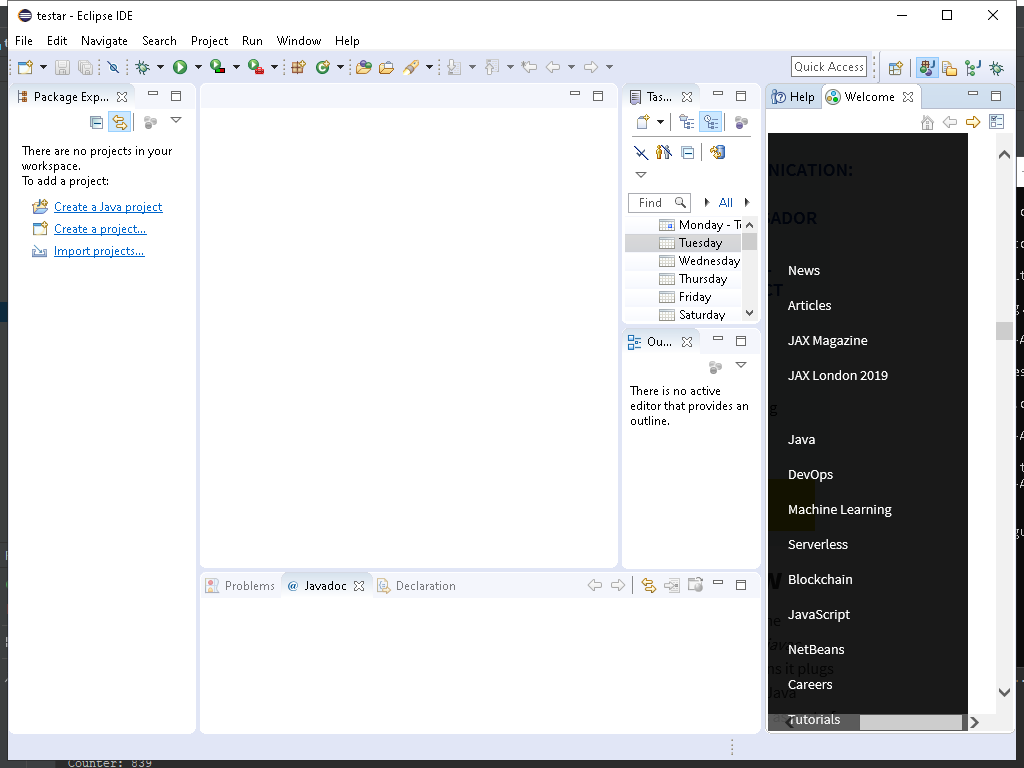 testar - Eclipse IDE
File Edit Navigate Search Project Run Window Help
Quick Access
Package Exp...
Tas...
Help
Welcome
There are no projects in your
workspace.
To add a project:
Create a Java project
Create a project...
Import projects...
Find
All
Monday - T
Tuesday
Wednesday
Thursday
Friday
Saturday
Ou...
There is no active
editor that provides an
outline.
NICATION:
News
Articles
JAX Magazine
JAX London 2019
Java
DevOps
Machine Learning
Serverless
Blockchain
JavaScript
NetBeans
Careers
Tutorials
Problems
@ Javadoc
Declaration
Counter: 839